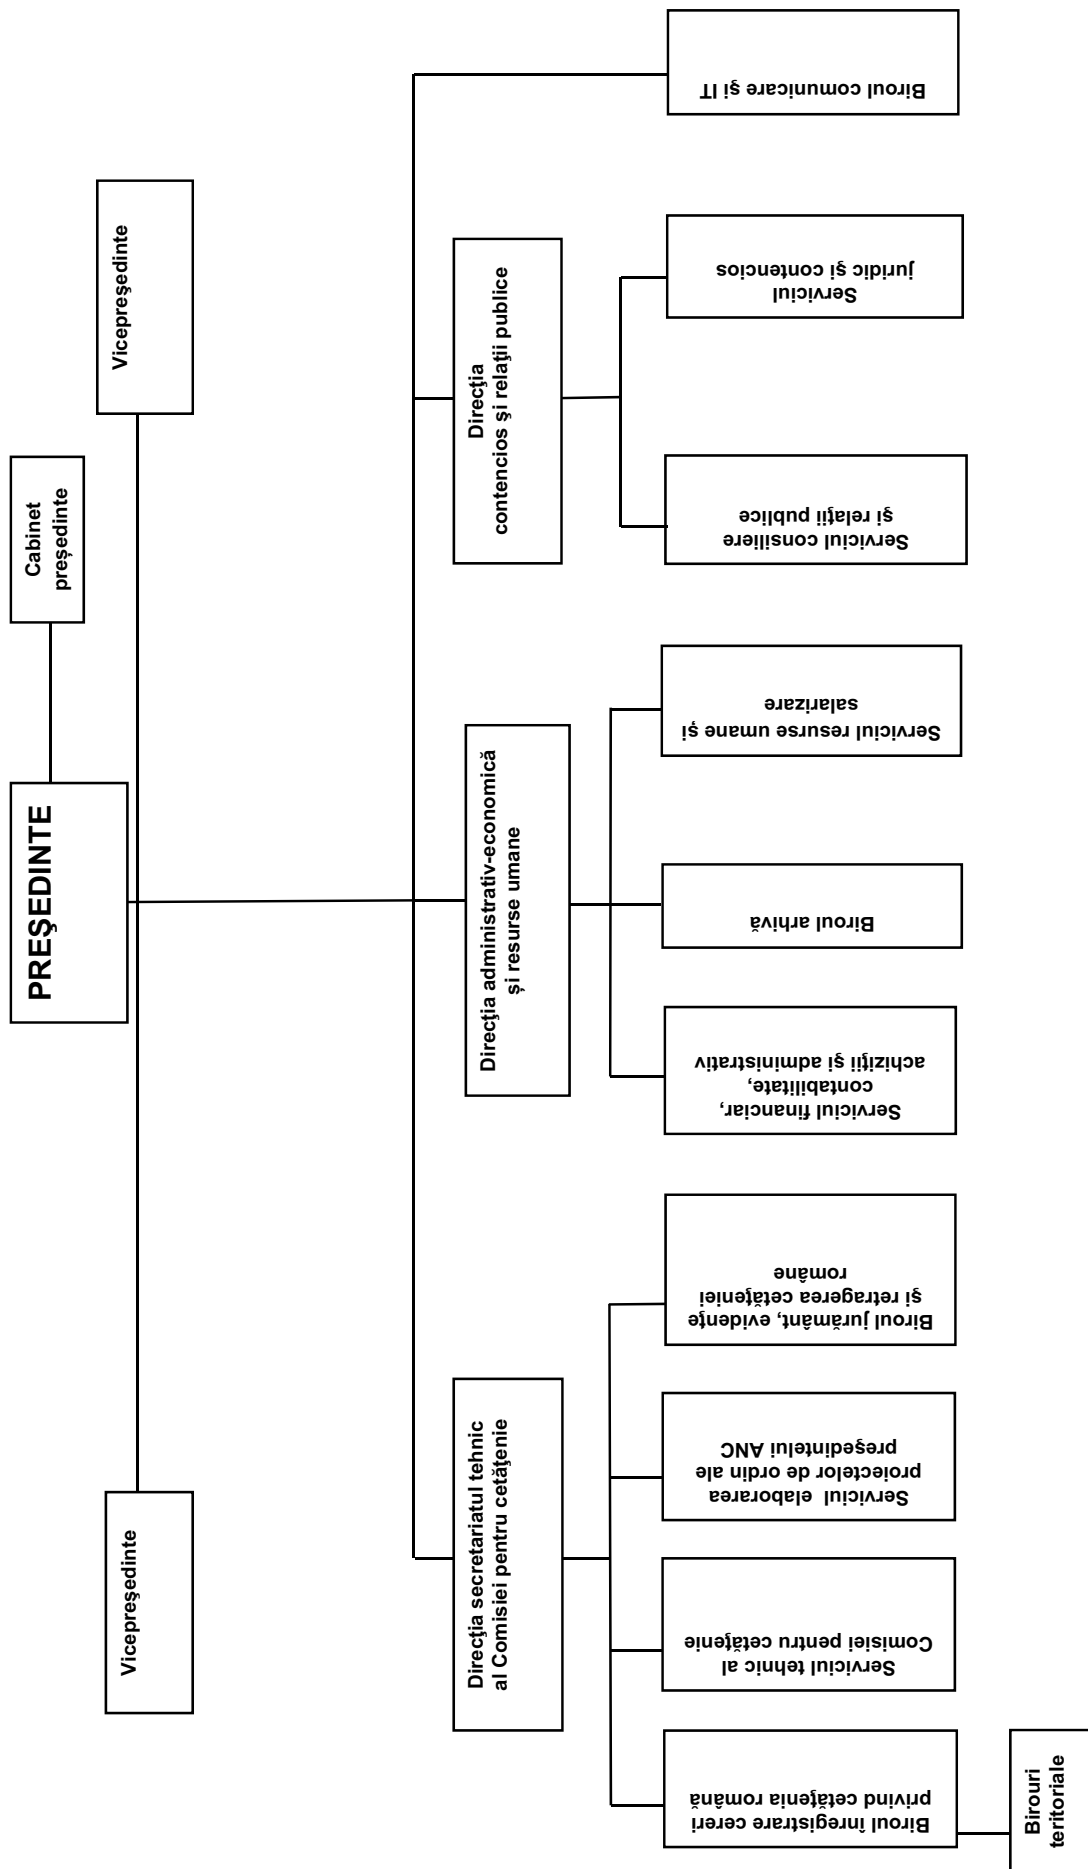 PREŞEDINTE
Cabinet
preşedinte
Vicepreşedinte
Vicepreşedinte
Direcţia secretariatul tehnic
al Comisiei pentru cetăţenie
Direcţia administrativ-economică
și resurse umane
Direcţia
contencios şi relaţii publice
Biroul înregistrare cereri
privind cetăţenia română
Serviciul tehnic al
Comisiei pentru cetăţenie
Serviciul elaborarea
proiectelor de ordin ale
preşedintelui ANC
Biroul jurământ, evidenţe
şi retragerea cetăţeniei
române
Serviciul financiar,
contabilitate,
achiziţii şi administrativ
Biroul arhivă
Serviciul resurse umane şi
salarizare
Serviciul consiliere
şi relaţii publice
Serviciul
juridic şi contencios
Biroul comunicare şi IT
Birouri
teritoriale